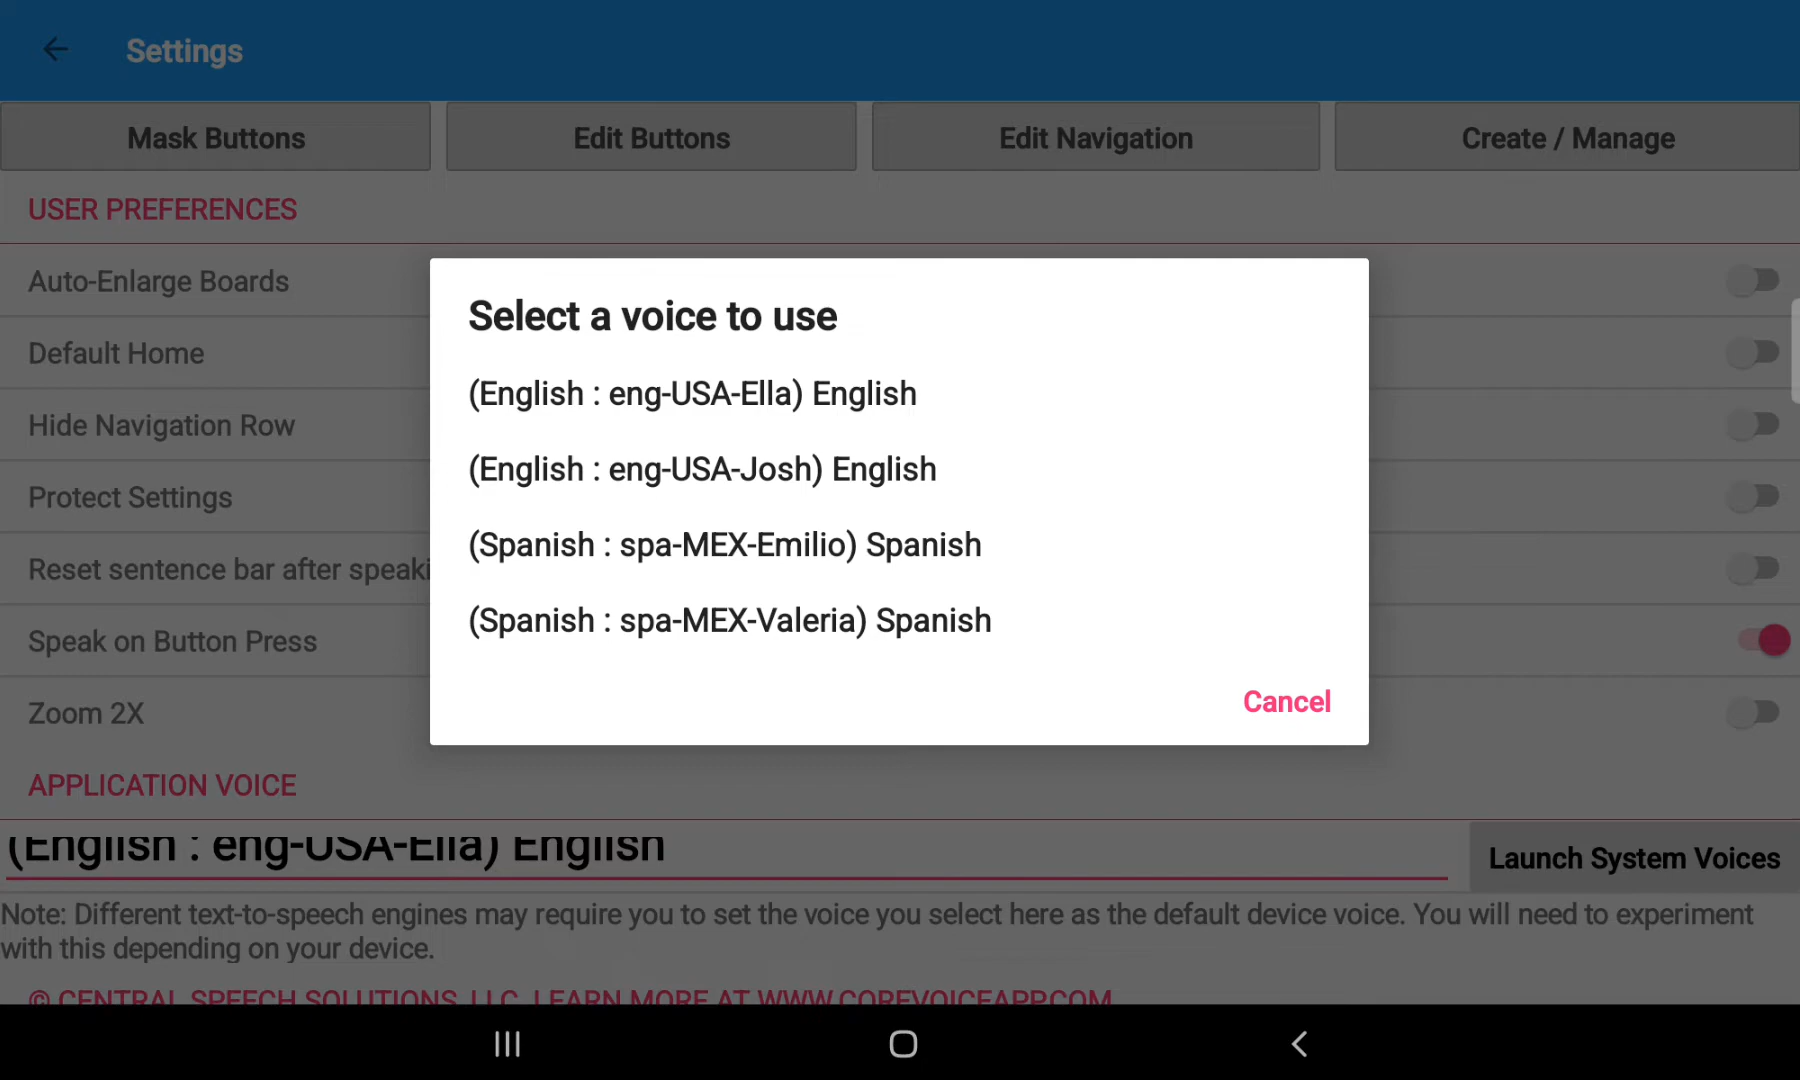 Settings
Mask Buttons
Edit Buttons
Edit Navigation
Create / Manage
USER PREFERENCES
Auto-Enlarge Boards
Default Home
Hide Navigation Row
Protect Settings
Reset sentence bar after speaki
Speak on Button Press
Zoom 2X
Select a voice to use
(English : eng-USA-Ella) English
(English : eng-USA-Josh) English
(Spanish : spa-MEX-Emilio) Spanish
(Spanish : spa-MEX-Valeria) Spanish
Cancel
APPLICATION VOICE
(English : eng-USA-Ella) English
Launch System Voices
Note: Different text-to-speech engines may require you to set the voice you select here as the default device voice. You will need to experiment
with this depending on your device.
© CENTRAL SPEECH SOLUTIONS, LLC. LEARN MORE AT WWW.COREVOICEAPP.COM